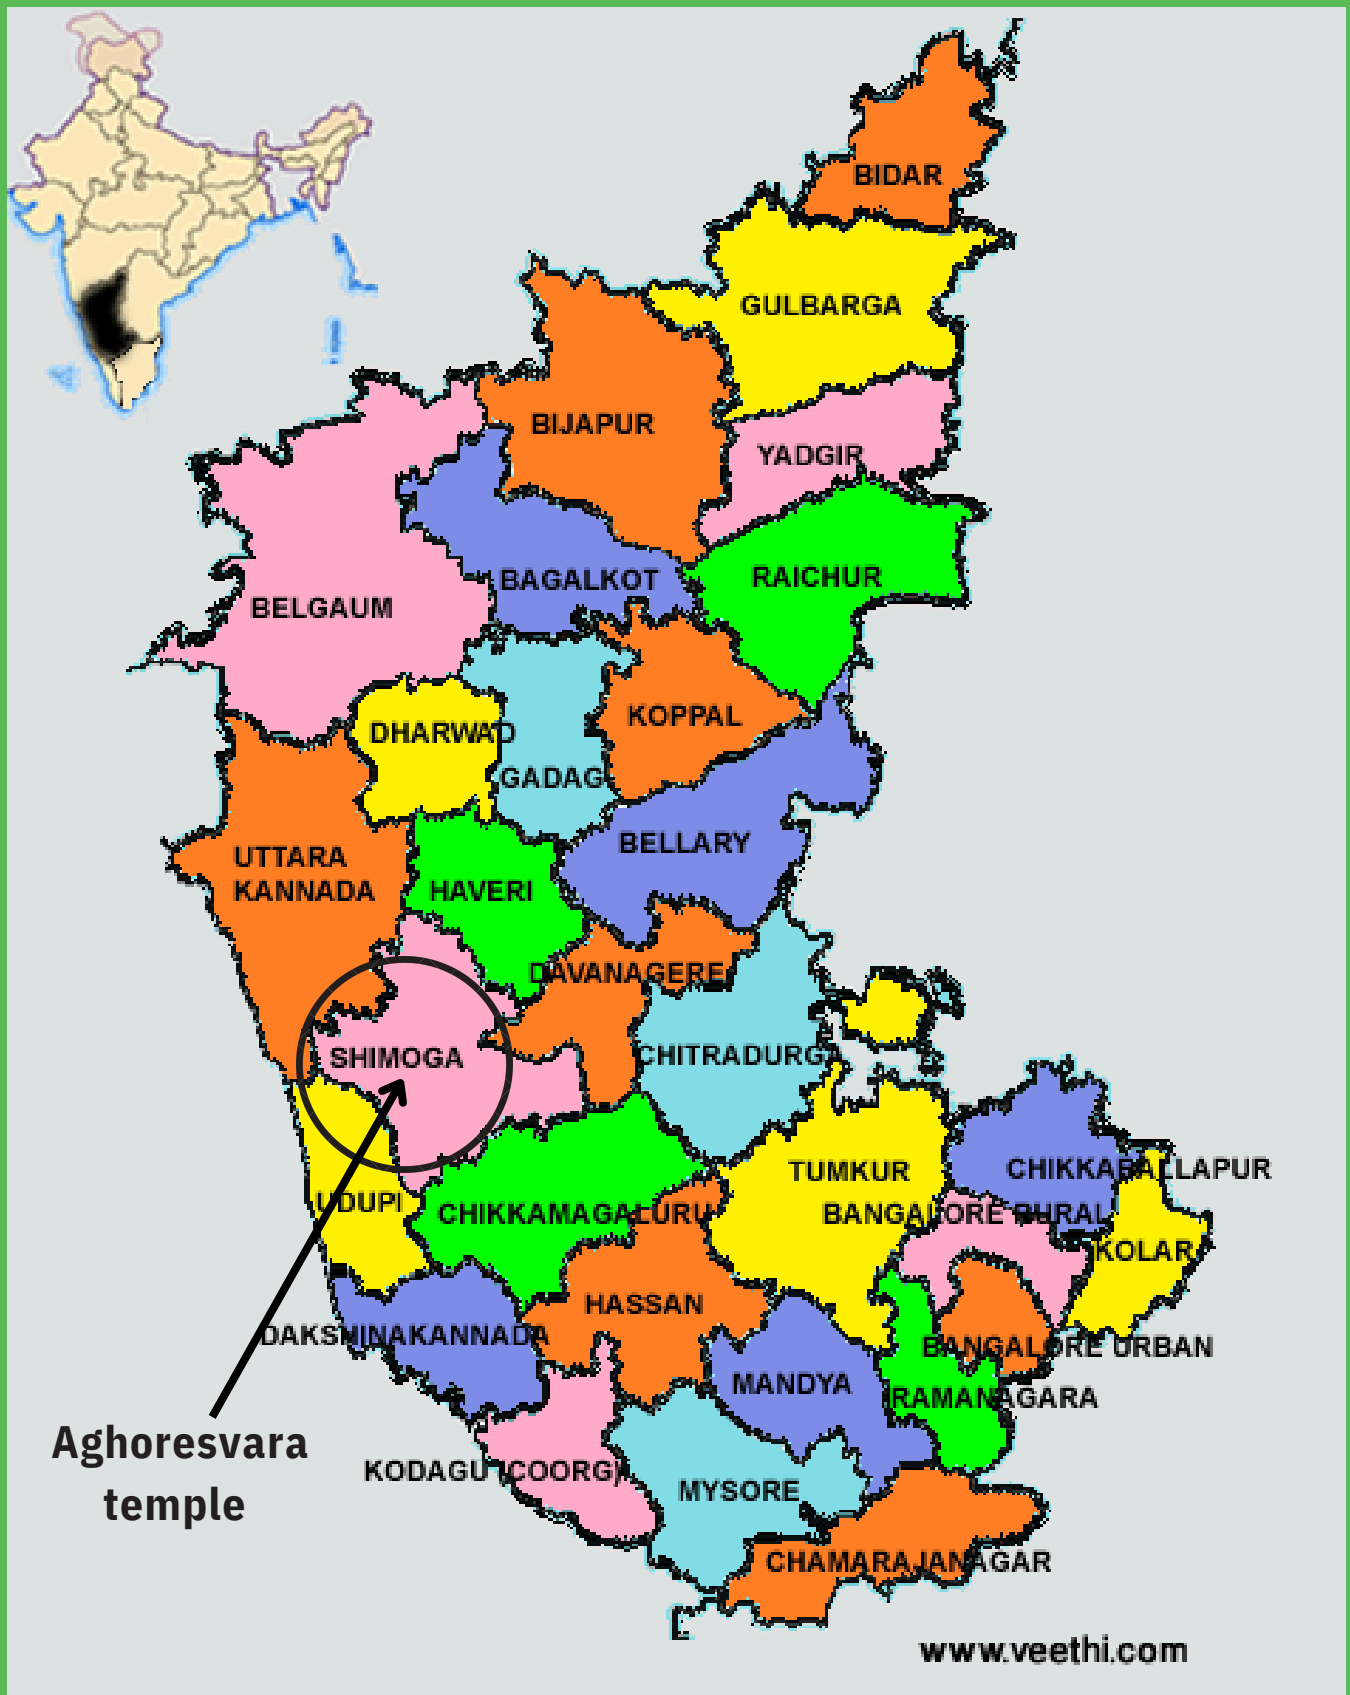 BIDAR
GULBARGA
BIJAPUR
YADGIR
RAICHUR
BAGALKOT
BELGAUM
KOPPAL
DHARWAD
GADAG
BELLARY
UTTARA
KANNADA
HAVERI
DAVANAGERE
SHIMOGA
CHITRADURGA
TUMKUR
CHIKKABALLAPUR
UDUPI
CHIKKAMAGALURU
BANGALORE RURAL
KOLAR
HASSAN
DAKSHINAKANNADA
BANGALORE URBAN
MANDYA
RAMANAGARA
Aghoresvara
temple
KODAGU (COORG)
MYSORE
CHAMARAJANAGAR
www.veethi.com